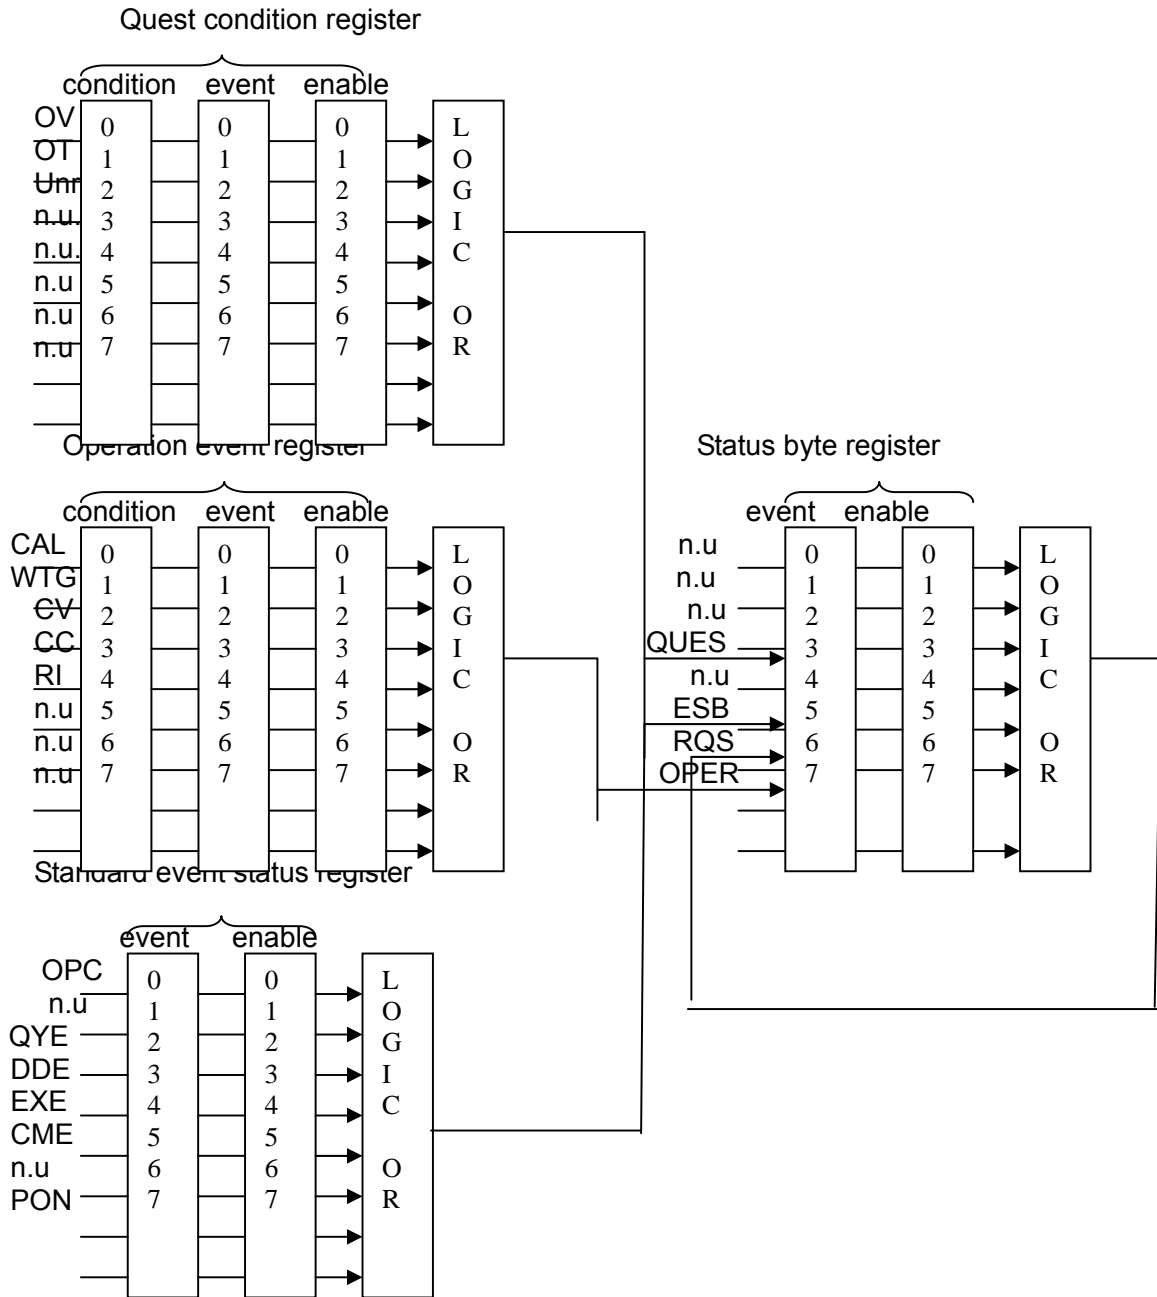 Quest condition register
condition event enable
OV 0 0 0 L
OT 1 1 1 O
Unr 2 2 2 G
n.u. 3 3 3 I
n.u. 4 4 4 C
n.u 5 5 5
n.u 6 6 6 O
n.u 7 7 7 R
Operation event register
condition event enable
CAL 0 0 0 L
WTG 1 1 1 O
CV 2 2 2 G
CC 3 3 3 I
RI 4 4 4 C
n.u 5 5 5
n.u 6 6 6 O
n.u 7 7 7 R
Status byte register
event enable
n.u 0 0 L
n.u 1 1 O
n.u 2 2 G
QUES 3 3 I
n.u 4 4 C
ESB 5 5
RQS 6 6 O
OPER 7 7 R
Standard event status register
event enable
OPC 0 0 L
n.u 1 1 O
QYE 2 2 G
DDE 3 3 I
EXE 4 4 C
CME 5 5
n.u 6 6 O
PON 7 7 R